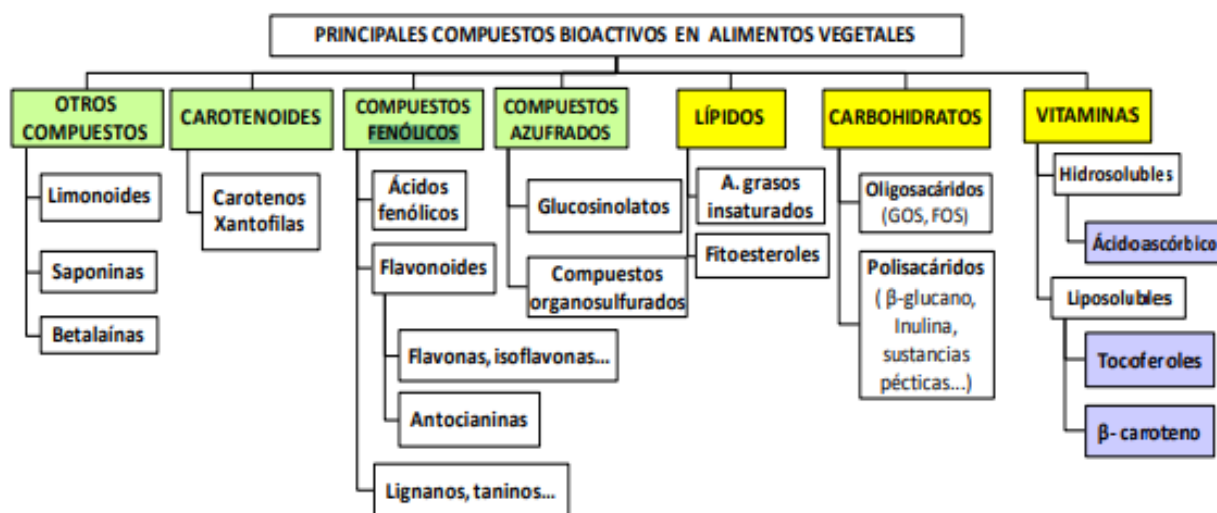 PRINCIPALES COMPUESTOS BIOACTIVOS EN ALIMENTOS VEGETALES
OTROS
COMPUESTOS
Limonoides
Saponinas
Betalaínas
CAROTENOIDES
Carotenos
Xantofilas
COMPUESTOS
FENÓLICOS
Ácidos
fenólicos
Flavonoides
Flavonas, isoflavonas...
Antocianinas
Lignanos, taninos...
COMPUESTOS
AZUFRADOS
Glucosinolatos
Compuestos
organosulfurados
LÍPIDOS
A. grasos
insaturados
Fitoesteroles
CARBOHIDRATOS
Oligosacáridos
(GOS, FOS)
Polisacáridos
( β-glucano,
Inulina,
sustancias
pécticas...)
VITAMINAS
Hidrosolubles
Ácidoascórbico
Liposolubles
Tocoferoles
β- caroteno